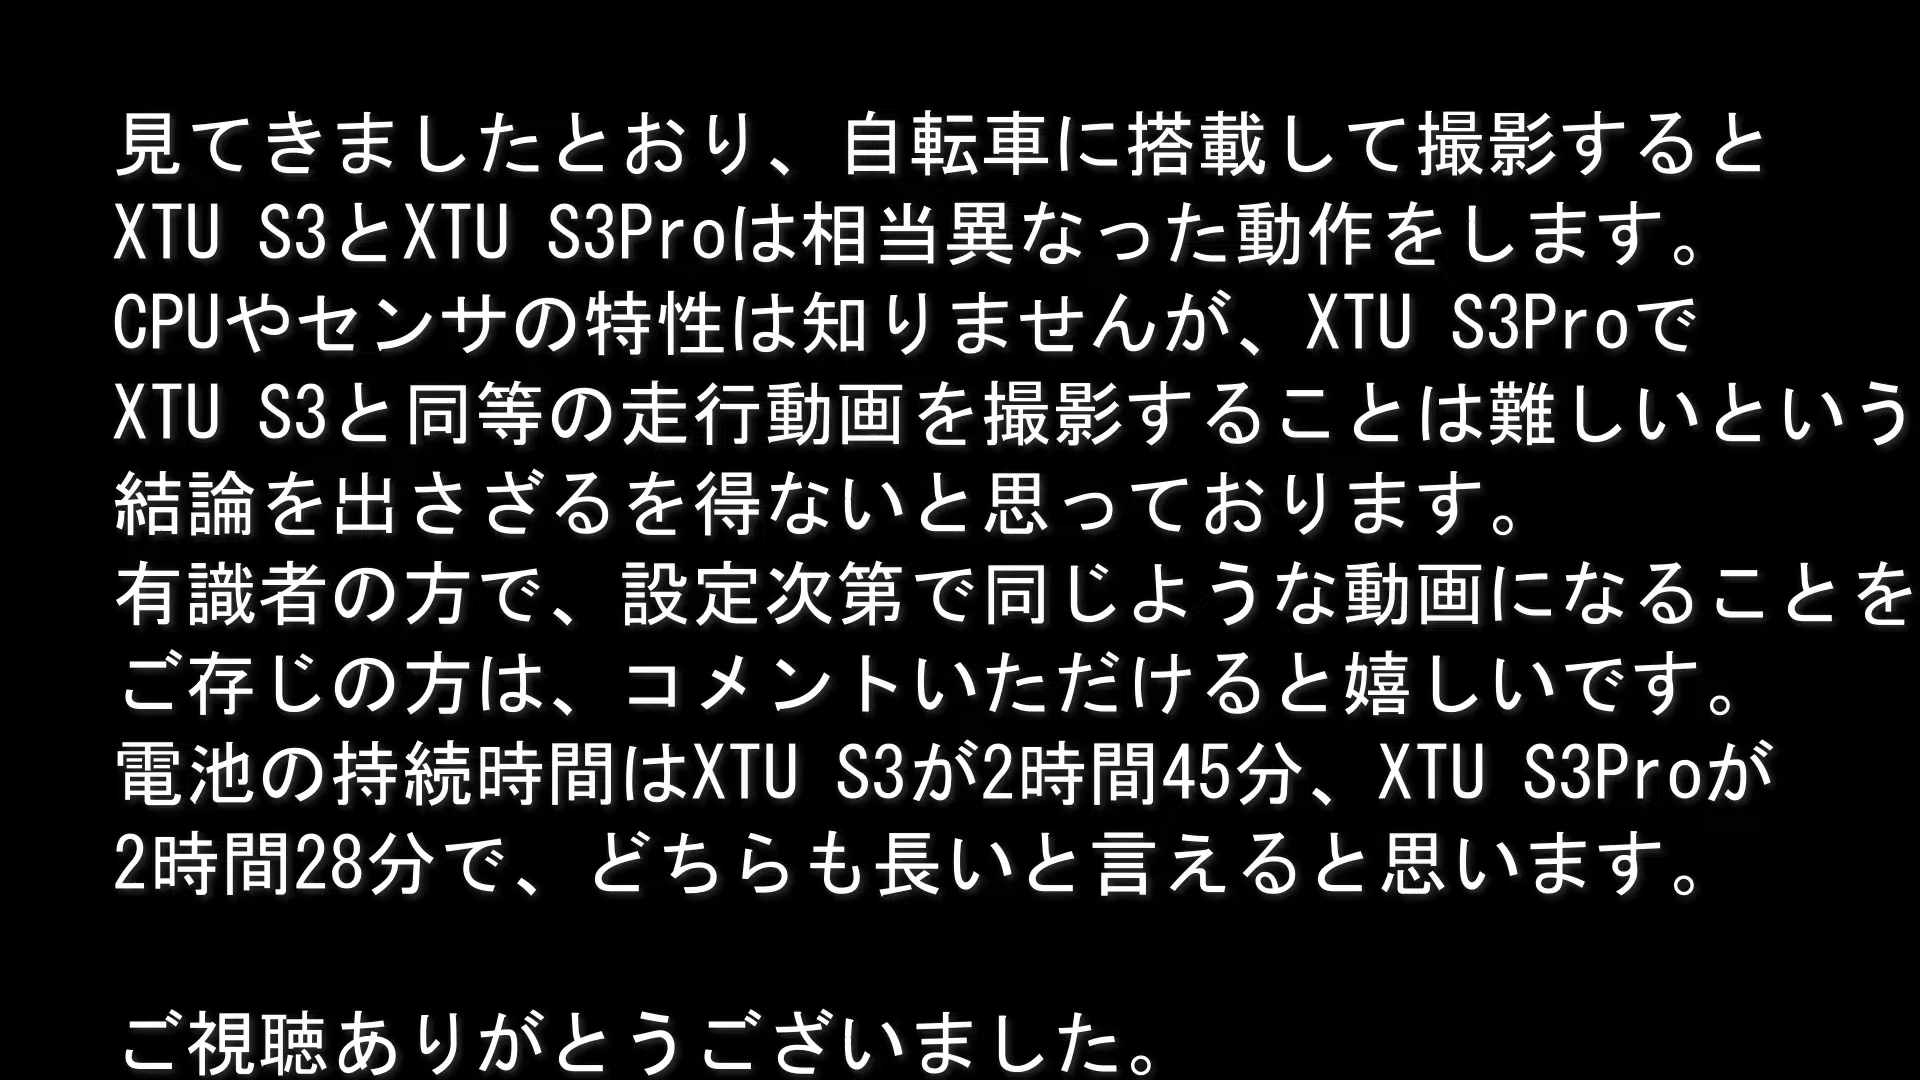 見てきましたとおり、自転車に搭載して撮影すると
XTU S3とXTU S3Proは相当異なった動作をします。
CPUやセンサの特性は知りませんが、XTU S3Proで
XTU S3と同等の走行動画を撮影することは難しいという
結論を出さざるを得ないと思っております。
有識者の方で、設定次第で同じような動画になることを
ご存じの方は、コメントいただけると嬉しいです。
電池の持続時間はXTU S3が2時間45分、XTU S3Proが
2時間28分で、どちらも長いと言えると思います。
ご視聴ありがとうございました。